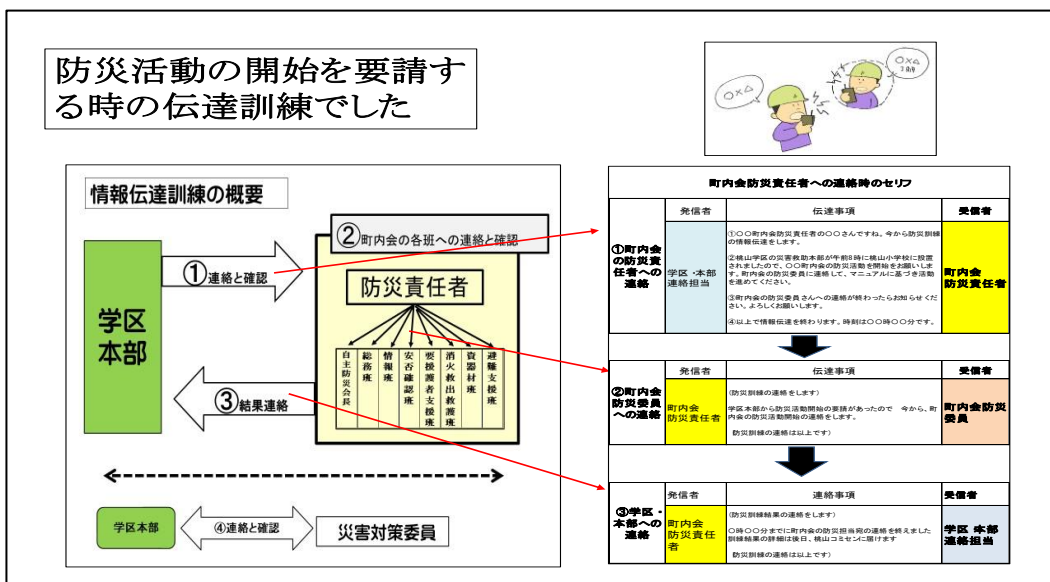 防災活動の開始を要請す
る時の伝達訓練でした
○×△
○×△
情報伝達訓練の概要
学区
本部
①連絡と確認
②町内会の各班への連絡と確認
防災責任者
自主防災会長
総務班
情報班
安否確認班
要援護者支援班
消火救出救護班
資器材班
避難支援班
③結果連絡
学区本部
④連絡と確認
災害対策委員
町内会防災責任者への連絡時のセリフ
①町内会
の防災責
任者への
連絡
発信者
伝達事項
受信者
学区・本部
連絡担当
①○○町内会防災責任者の○○さんですね。今から防災訓練
の情報伝達をします。
②桃山学区の災害救助本部が午前8時に桃山小学校に設置
されましたので、○○町内会の防災活動を開始をお願いしま
す。町内会の防災委員に連絡して、マニュアルに基づき活動
を進めてください。
③町内会の防災委員さんへの連絡が終わったらお知らせくだ
さい。よろしくお願いします。
④以上で情報伝達を終わります。時刻は○○時○○分です。
町内会
防災責任者
②町内会
防災委員
への連絡
発信者
伝達事項
受信者
町内会
防災責任者
(防災訓練の連絡をします)
学区本部から防災活動開始の要請があったので 今から、町
内会の防災活動開始の連絡をします。
防災訓練の連絡は以上です)
町内会防災
委員
③学区・
本部への
連絡
発信者
連絡事項
受信者
町内会
防災責任
者
(防災訓練結果の連絡をします)
○時○○分までに町内会の防災担当宛の連絡を終えました
訓練結果の詳細は後日、桃山コミセンに届けます
防災訓練の連絡は以上です)
学区 本部
連絡担当